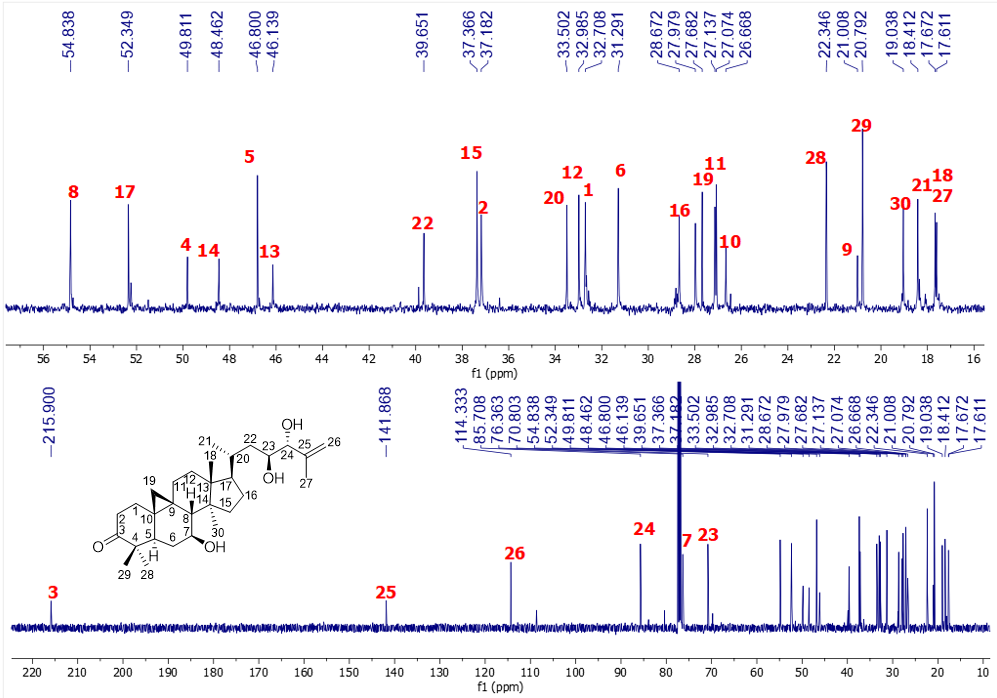 54.838 52.349 49.811 48.462 46.800 46.139 39.651 37.366 37.182 33.502 32.985 32.708 31.291 28.672 27.979 27.682 27.137 27.074 26.668 22.346 21.008 20.792 19.038 18.412 17.672 17.611
8 17 4 14 5 13 22 15 2 20 12 1 6 16 19 11 10 28 9 29 30 21 18 27
56 54 52 50 48 46 44 42 40 38 36 34 32 30 28 26 24 22 20 18 16
f1 (ppm)
215.900 141.868 114.333 85.708 76.363 70.803 54.838 52.349 49.811 48.462 46.800 46.139 39.651 37.366 37.182 33.502 32.985 32.708 31.291 28.672 27.979 27.682 27.137 27.074 26.668 22.346 21.008 20.792 19.038 18.412 17.672 17.611
OH
21 22 23 25 26
18 20 24
OH 27
19 11 12 13 17 16
1 9 H 14 15
2 10 8 30
3 4 5 6 7
O H OH
29 28
3 25 26 24 7 23
220 210 200 190 180 170 160 150 140 130 120 110 100 90 80 70 60 50 40 30 20 10
f1 (ppm)